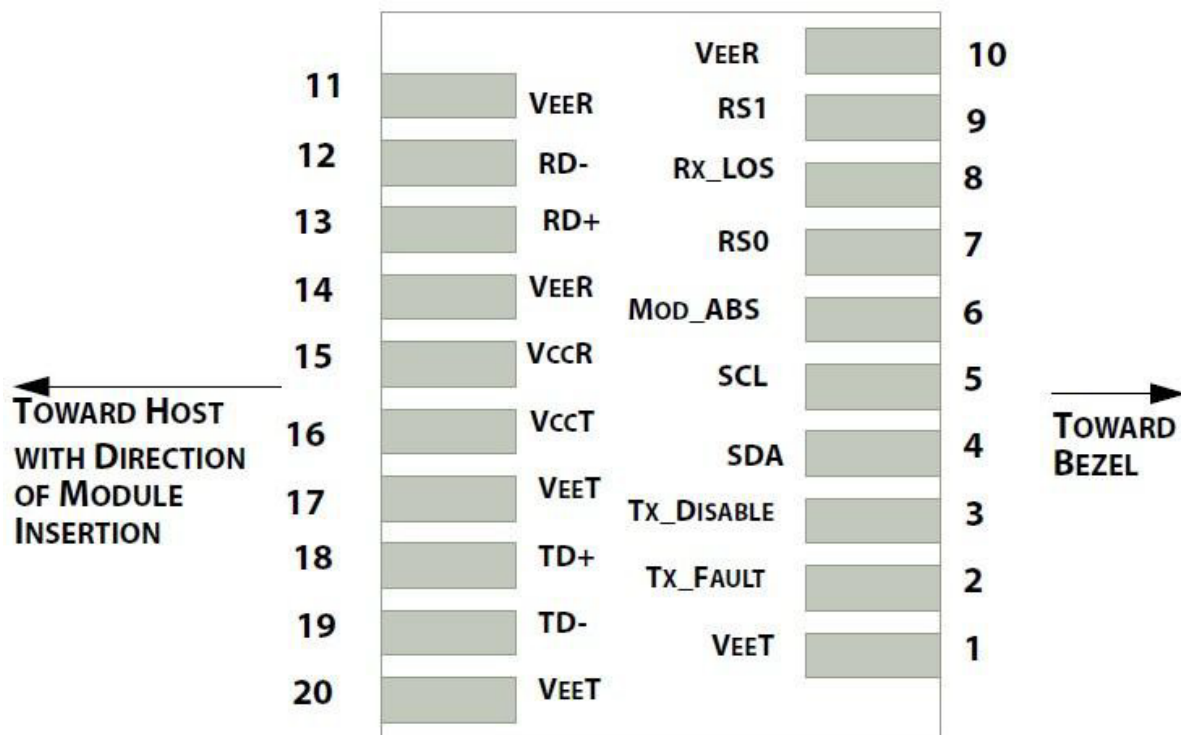 VEER 10
11 VEER
RS1 9
12 RD-
RX_LOS 8
13 RD+
RS0 7
14 VEER
MOD_ABS 6
15 VCCR
SCL 5
16 VCCT
SDA 4
17 VEET
TX_DISABLE 3
18 TD+
TX_FAULT 2
19 TD-
VEET 1
20 VEET
TOWARD HOST
WITH DIRECTION
OF MODULE
INSERTION
TOWARD
BEZEL